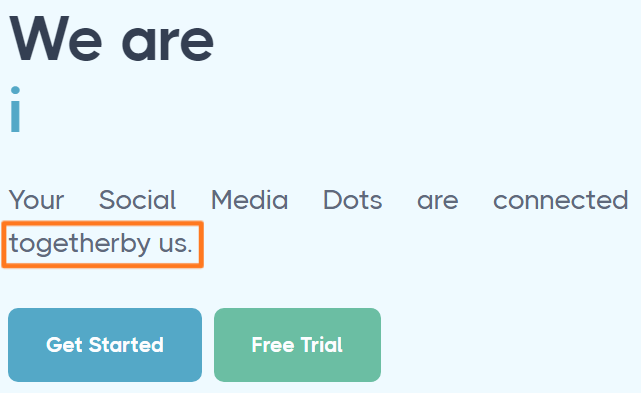 We are
i
Your Social Media Dots are connected
togetherby us.
Get Started
Free Trial